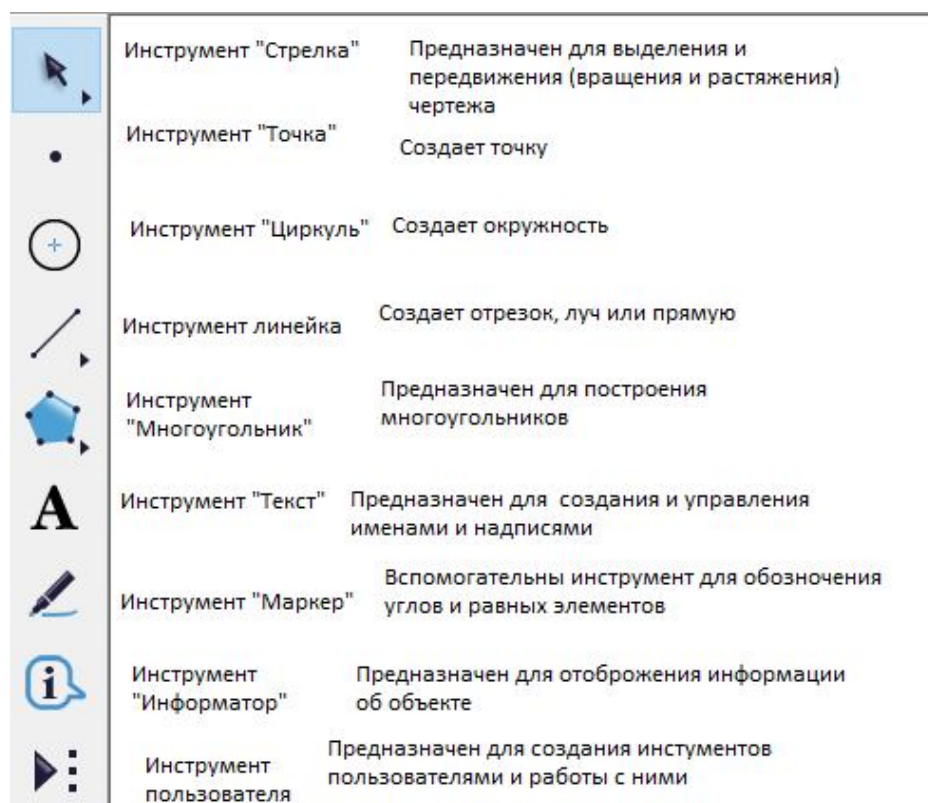 Инструмент "Стрелка"
Предназначен для выделения и
передвижения (вращения и растяжения)
чертежа
Инструмент "Точка"
Создает точку
Инструмент "Циркуль"
Создает окружность
Инструмент линейка
Создает отрезок, луч или прямую
Инструмент
"Многоугольник"
Предназначен для построения
многоугольников
A
Инструмент "Текст"
Предназначен для создания и управления
именами и надписями
Инструмент "Маркер"
Вспомогательны инструмент для обозночения
углов и равных элементов
i
Инструмент
"Информатор"
Предназначен для отоброжения информации
об объекте
Инструмент
пользователя
Предназначен для создания инстументов
пользователями и работы с ними